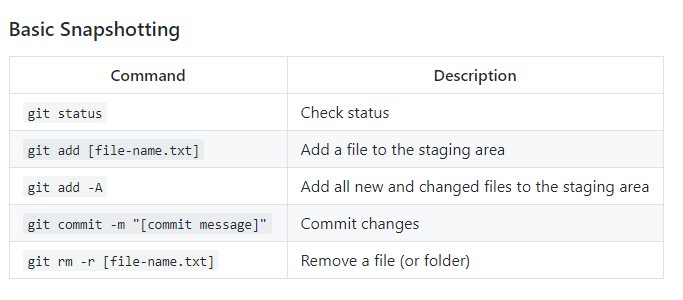 Basic Snapshotting
Command Description
git status Check status
git add [file-name.txt] Add a file to the staging area
git add -A Add all new and changed files to the staging area
git commit -m "[commit message]" Commit changes
git rm -r [file-name.txt] Remove a file (or folder)